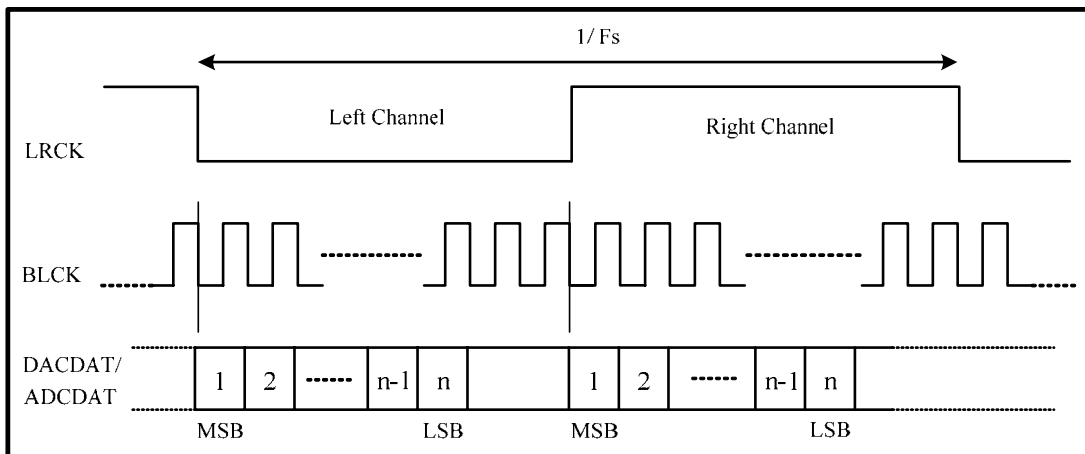 1/ Fs
Left Channel
Right Channel
LRCK
BLCK
DACDAT/
ADCDAT
1 2 n-1 n 1 2 n-1 n
MSB LSB MSB LSB